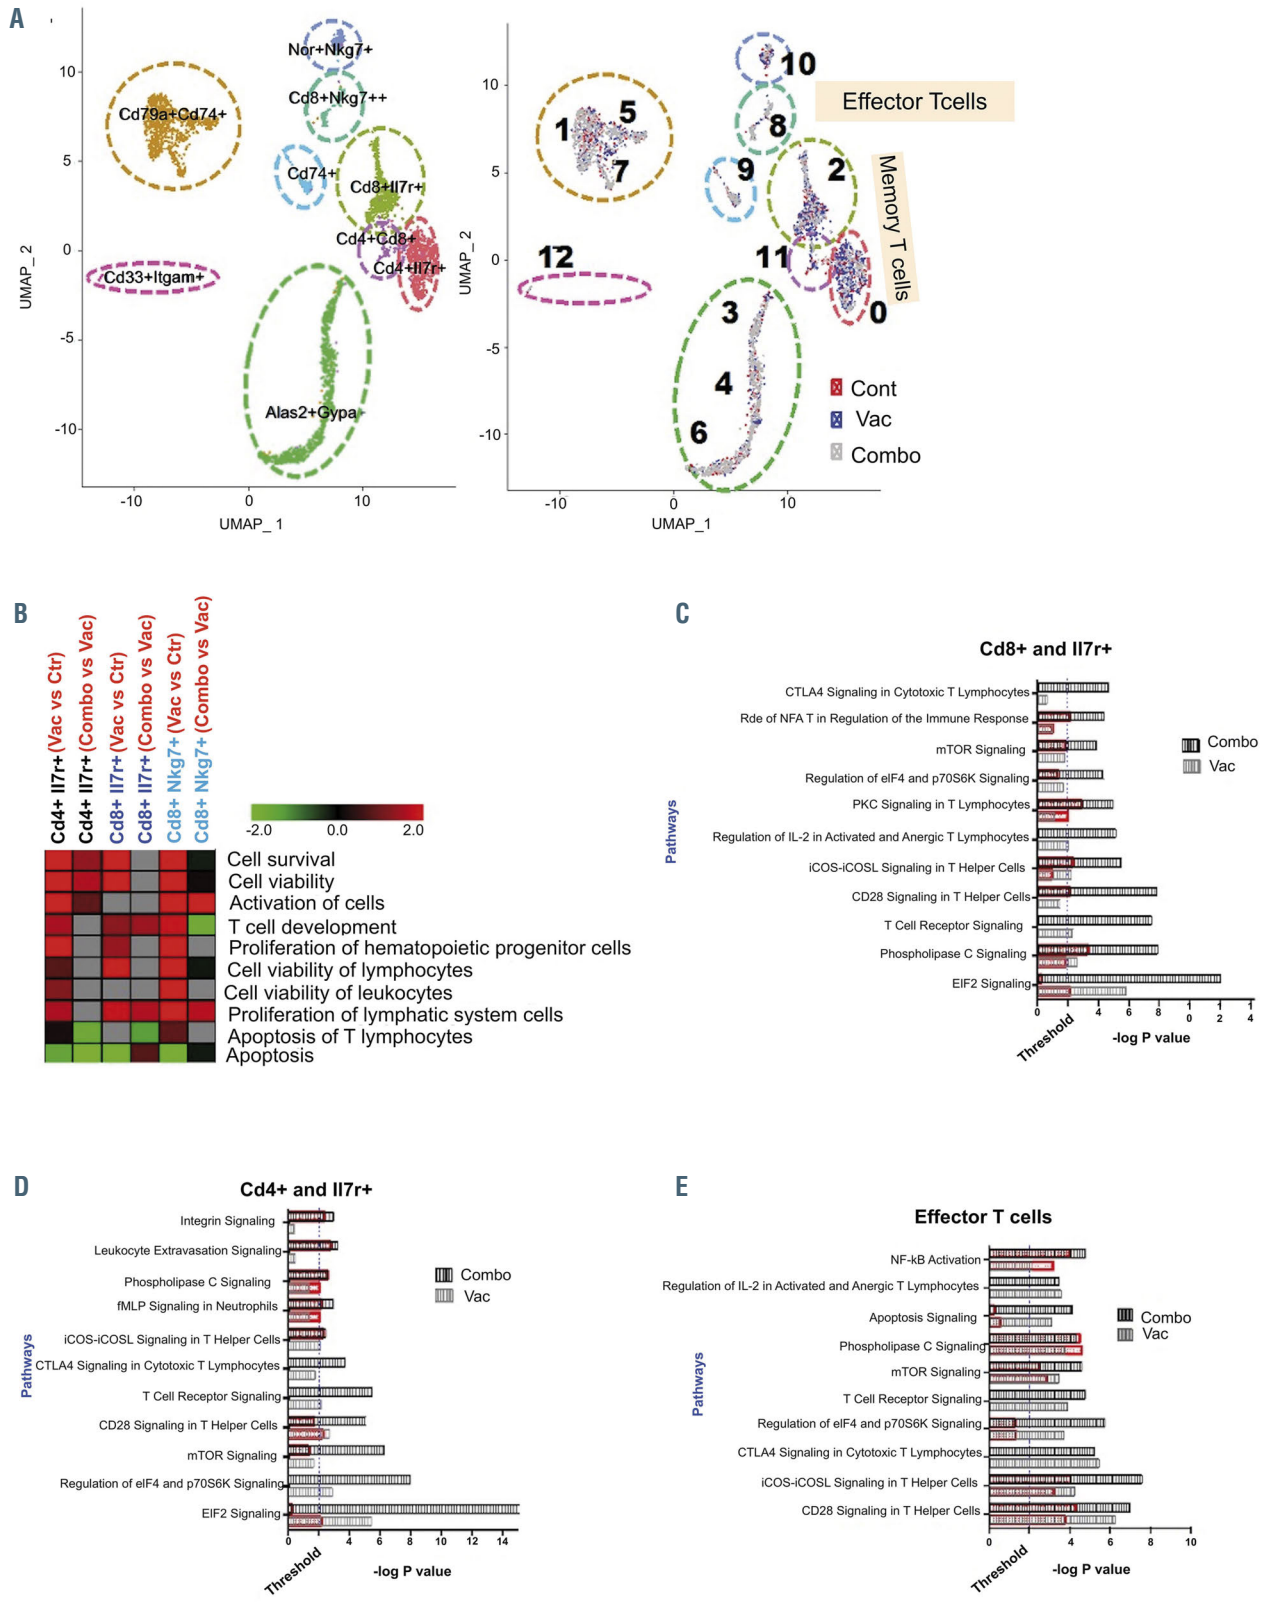 A
Nor+Nkg7+
Cd8+Nkg7++
Cd79a+Cd74+
Cd74+
Cd8+Il7r+
Cd4+Cd8+
Cd4+Il7r+
Cd33+Itgam+
Alas2+Gypa
10
5
0
-5
-10
UMAP_ 2
-10
0
10
UMAP_ 1
10
8
Effector Tcells
1
5
7
9
2
Memory T cells
12
11
0
3
4
6
Cont
Vac
Combo
10
5
0
-5
-10
UMAP_ 2
-10
0
10
UMAP_1
B
Cd4+ Il7r+ (Vac vs Ctr)
Cd4+ Il7r+ (Combo vs Vac)
Cd8+ Il7r+ (Vac vs Ctr)
Cd8+ Il7r+ (Combo vs Vac)
Cd8+ Nkg7+ (Vac vs Ctr)
Cd8+ Nkg7+ (Combo vs Vac)
-2.0 0.0 2.0
Cell survival
Cell viability
Activation of cells
T cell development
Proliferation of hematopoietic progenitor cells
Cell viability of lymphocytes
Cell viability of leukocytes
Proliferation of lymphatic system cells
Apoptosis of T lymphocytes
Apoptosis
C
Cd8+ and Il7r+
Pathways
CTLA4 Signaling in Cytotoxic T Lymphocytes
Rde of NFA T in Regulation of the Immune Response
mTOR Signaling
Regulation of eIF4 and p70S6K Signaling
PKC Signaling in T Lymphocytes
Regulation of IL-2 in Activated and Anergic T Lymphocytes
iCOS-iCOSL Signaling in T Helper Cells
CD28 Signaling in T Helper Cells
T Cell Receptor Signaling
Phospholipase C Signaling
EIF2 Signaling
Combo
Vac
0 4 6 8 0 2 4
Threshold
-log P value
D
Cd4+ and Il7r+
Pathways
Integrin Signaling
Leukocyte Extravasation Signaling
Phospholipase C Signaling
fMLP Signaling in Neutrophils
iCOS-iCOSL Signaling in T Helper Cells
CTLA4 Signaling in Cytotoxic T Lymphocytes
T Cell Receptor Signaling
CD28 Signaling in T Helper Cells
mTOR Signaling
Regulation of eIF4 and p70S6K Signaling
EIF2 Signaling
Combo
Vac
0 4 6 8 10 12 14
Threshold
-log P value
E
Effector T cells
Pathways
NF-kB Activation
Regulation of IL-2 in Activated and Anergic T Lymphocytes
Apoptosis Signaling
Phospholipase C Signaling
mTOR Signaling
T Cell Receptor Signaling
Regulation of eIF4 and p70S6K Signaling
CTLA4 Signaling in Cytotoxic T Lymphocytes
iCOS-iCOSL Signaling in T Helper Cells
CD28 Signaling in T Helper Cells
Combo
Vac
0 4 6 8 10
Threshold
-log P value